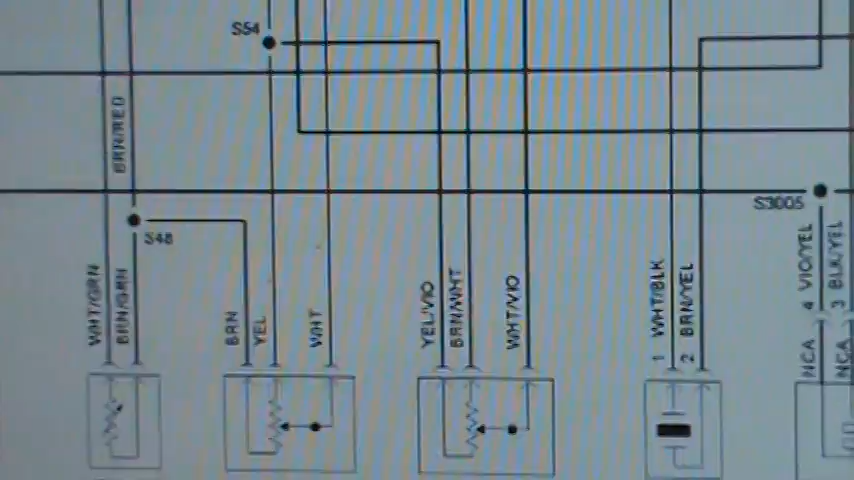 S54
BRN/RED
S3005
S48
WHT/GRN
BRN/GRN
BRN
YEL
WHT
YEL/VIO
BRN/WHT
WHT/VIO
1 WHT/BLK
2 BRN/YEL
NCA 4 VIO/YEL
NCA 3 BLK/YEL